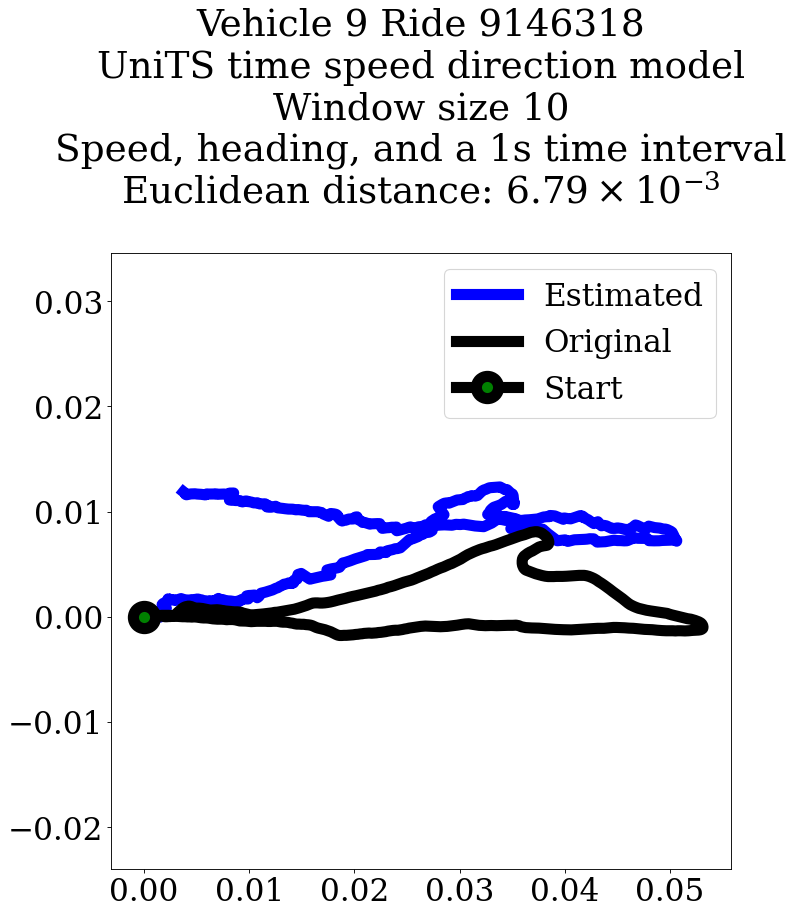 Vehicle 9 Ride 9146318
UniTS time speed direction model
Window size 10
Speed, heading, and a 1s time interval
Euclidean distance: 6.79 × 10⁻³
Estimated
Original
Start
0.03
0.02
0.01
0.00
−0.01
−0.02
0.00 0.01 0.02 0.03 0.04 0.05